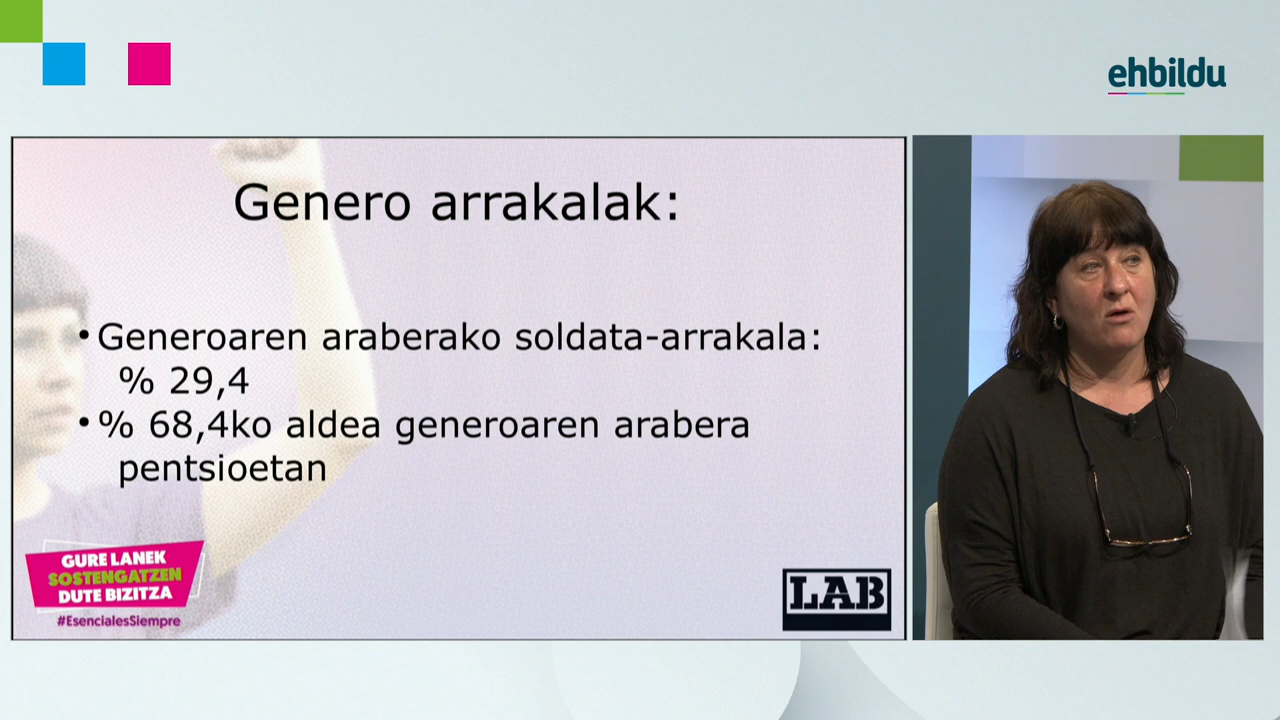 ehbildu
Genero arrakalak:
• Generoaren araberako soldata-arrakala:
% 29,4
• % 68,4ko aldea generoaren arabera
pentsioetan
GURE LANEK
SOSTENGATZEN
DUTE BIZITZA
#EsencialesSiempre
LAB